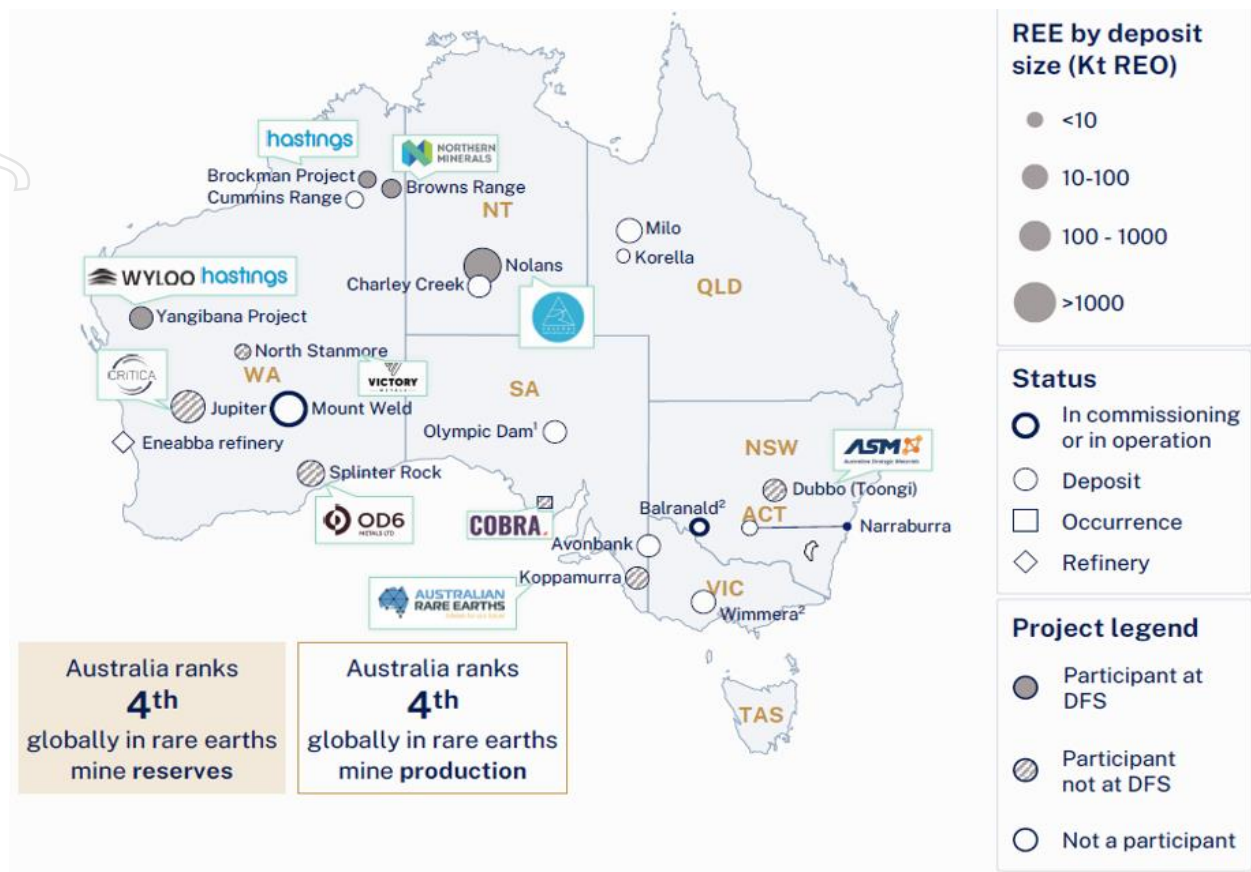 hastings
NORTHERN
MINERALS
Brockman Project
Cummins Range
Browns Range
NT
Milo
Korella
QLD
Nolans
Charley Creek
WYLOO hastings
Yangibana Project
North Stanmore
CRITICA
WA
VICTORY
METALS
SA
Jupiter
Mount Weld
Olympic Dam¹
Eneabba refinery
NSW
ASM
Australian Strategic Materials
Splinter Rock
Dubbo (Toongi)
OD6
METALS LTD
COBRA.
Balranald²
ACT
Narraburra
Avonbank
Koppamurra
AUSTRALIAN
RARE EARTHS
VIC
Wimmera²
TAS
Australia ranks
4th
globally in rare earths
mine reserves
Australia ranks
4th
globally in rare earths
mine production
REE by deposit
size (Kt REO)
<10
10-100
100 - 1000
>1000
Status
In commissioning
or in operation
Deposit
Occurrence
Refinery
Project legend
Participant at
DFS
Participant
not at DFS
Not a participant